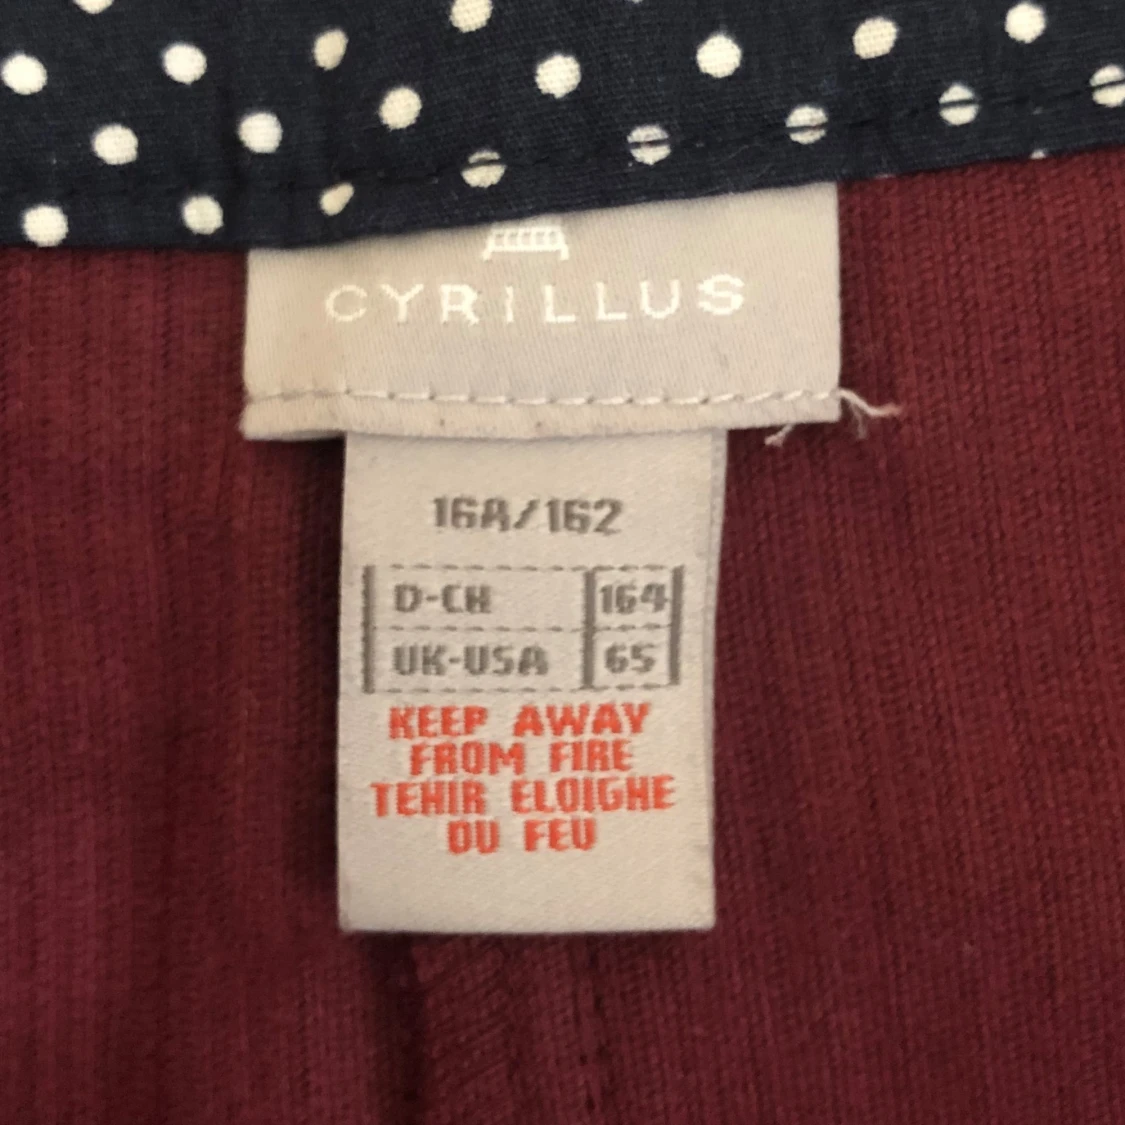 CYRILLUS
16A/162
D-CH 164
UK-USA 65
KEEP AWAY
FROM FIRE
TENIR ELOIGNE
DU FEU